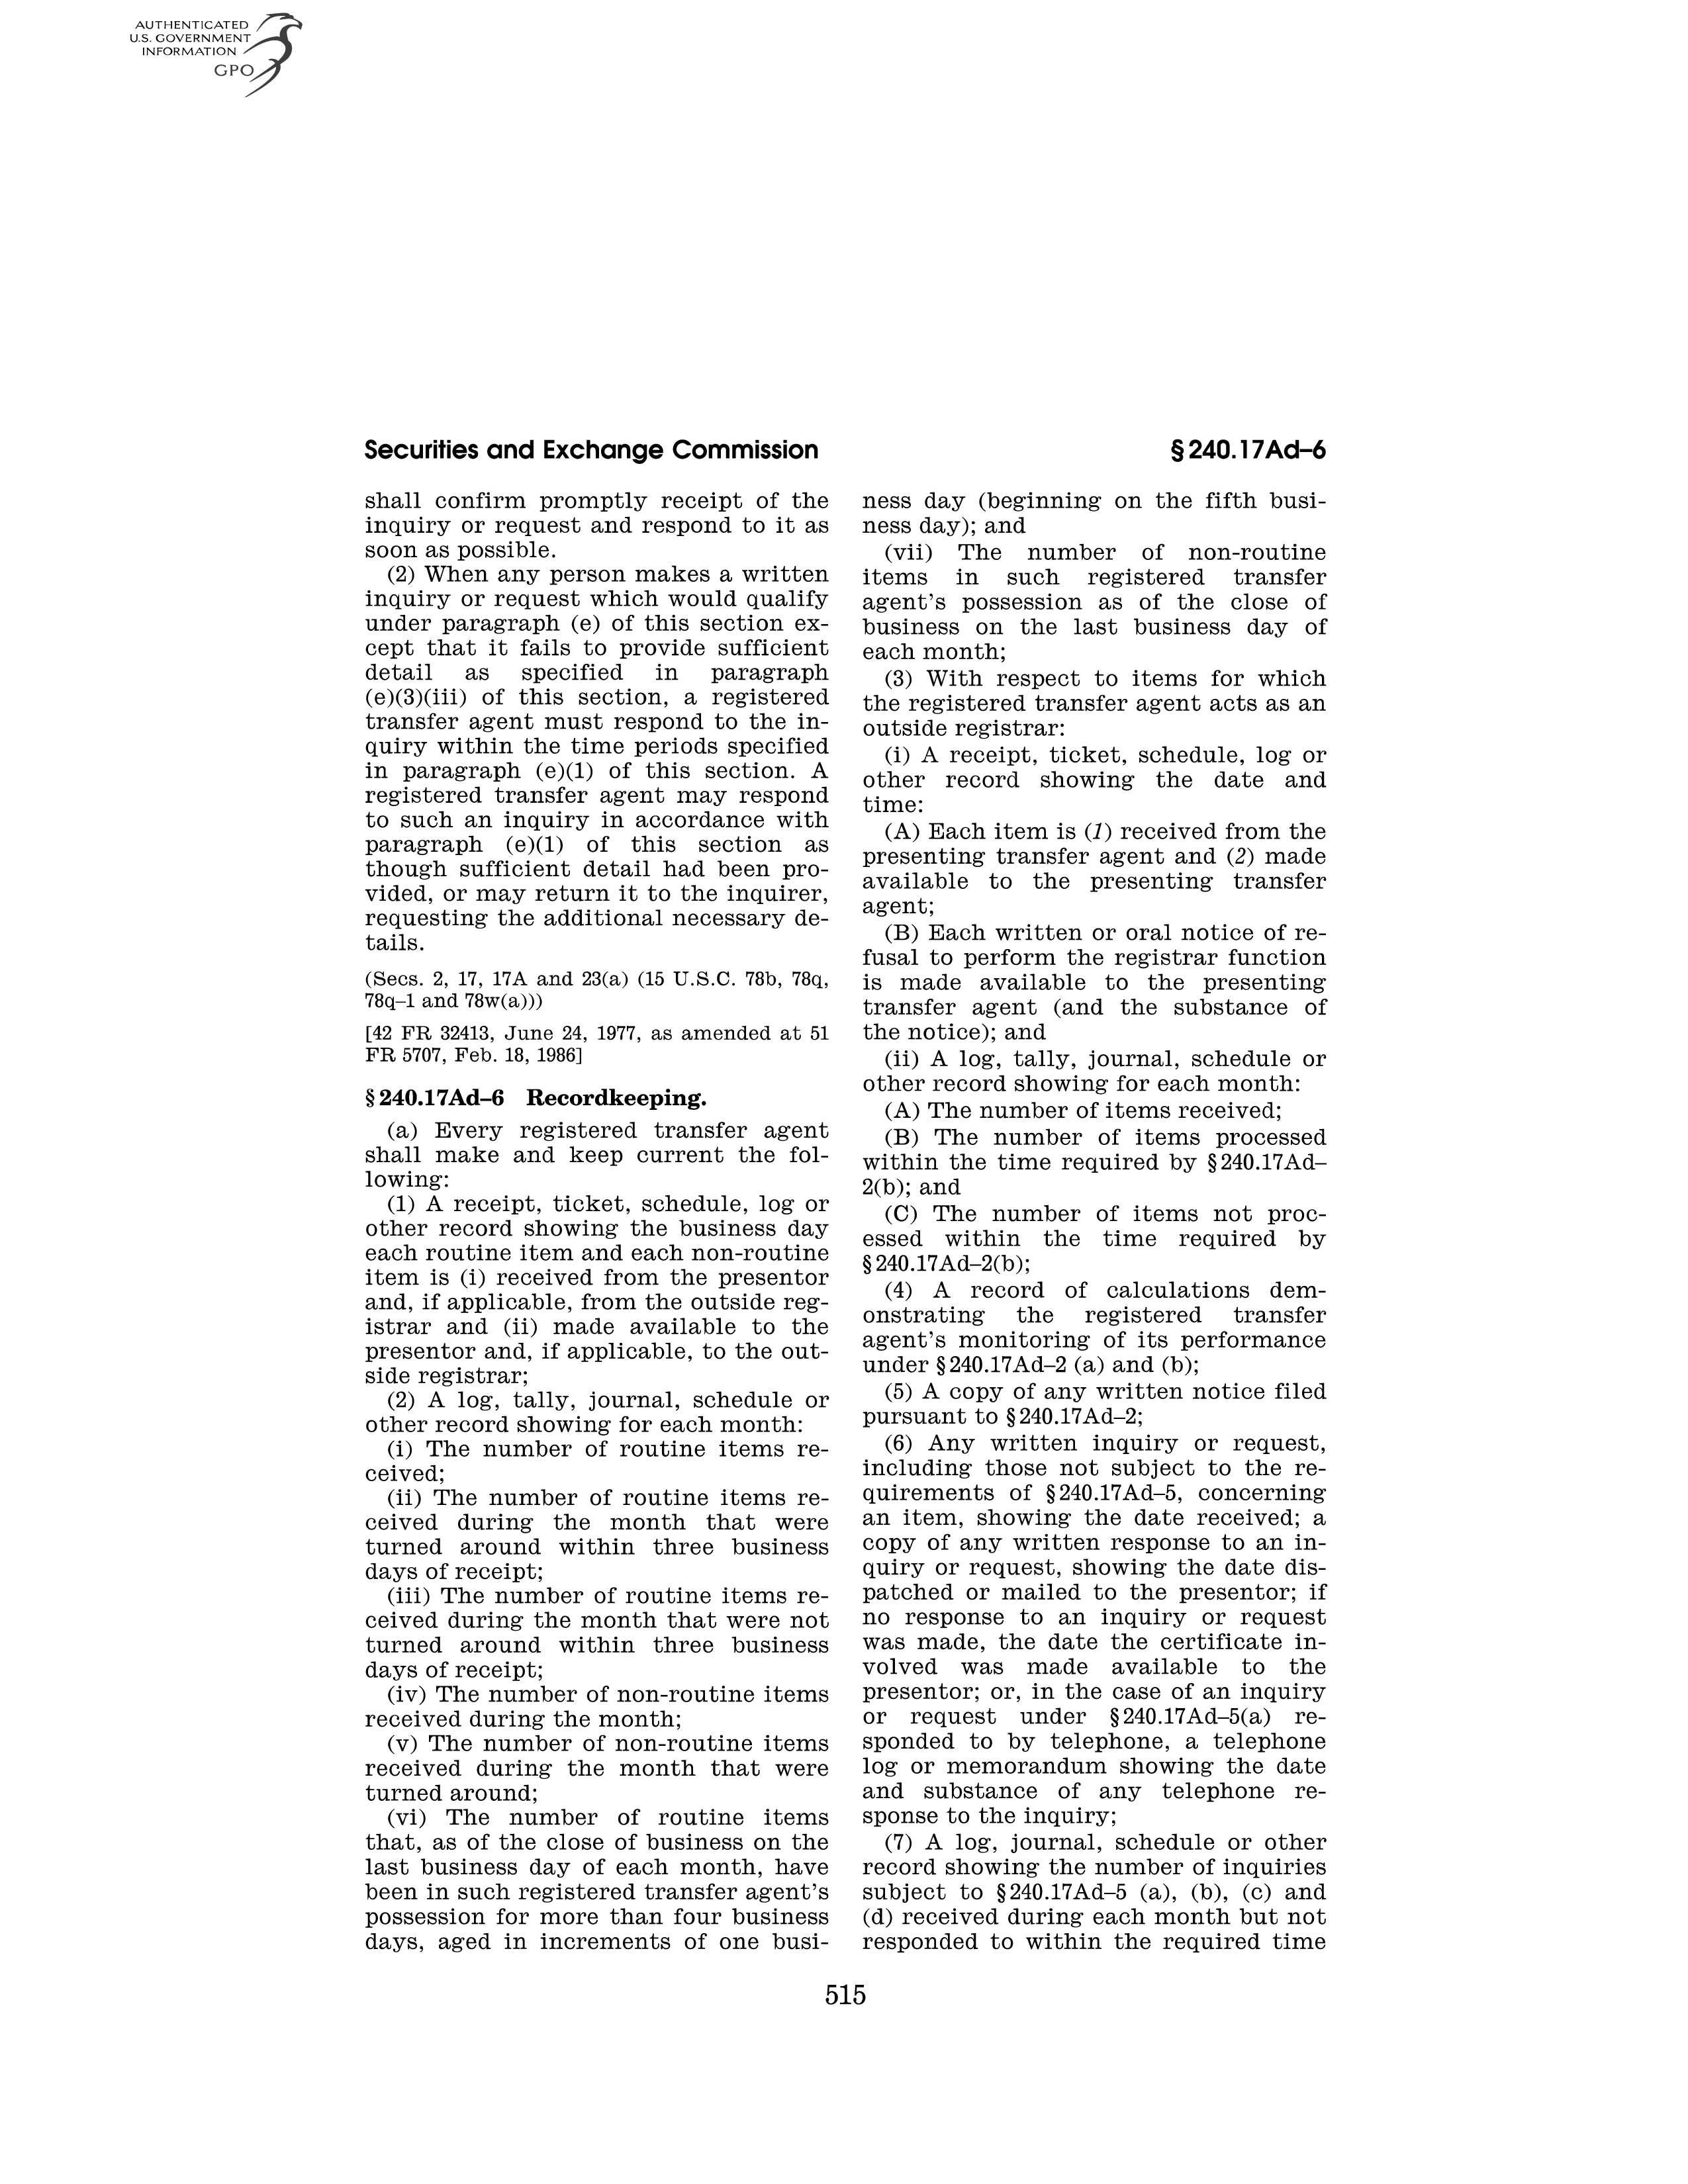 AUTHENTICATED
U.S. GOVERNMENT
INFORMATION
GPO
Securities and Exchange Commission
§ 240.17Ad–6
shall confirm promptly receipt of the
inquiry or request and respond to it as
soon as possible.
(2) When any person makes a written
inquiry or request which would qualify
under paragraph (e) of this section ex-
cept that it fails to provide sufficient
detail as specified in paragraph
(e)(3)(iii) of this section, a registered
transfer agent must respond to the in-
quiry within the time periods specified
in paragraph (e)(1) of this section. A
registered transfer agent may respond
to such an inquiry in accordance with
paragraph (e)(1) of this section as
though sufficient detail had been pro-
vided, or may return it to the inquirer,
requesting the additional necessary de-
tails.
(Secs. 2, 17, 17A and 23(a) (15 U.S.C. 78b, 78q,
78q–1 and 78w(a)))
[42 FR 32413, June 24, 1977, as amended at 51
FR 5707, Feb. 18, 1986]
§ 240.17Ad–6 Recordkeeping.
(a) Every registered transfer agent
shall make and keep current the fol-
lowing:
(1) A receipt, ticket, schedule, log or
other record showing the business day
each routine item and each non-routine
item is (i) received from the presentor
and, if applicable, from the outside reg-
istrar and (ii) made available to the
presentor and, if applicable, to the out-
side registrar;
(2) A log, tally, journal, schedule or
other record showing for each month:
(i) The number of routine items re-
ceived;
(ii) The number of routine items re-
ceived during the month that were
turned around within three business
days of receipt;
(iii) The number of routine items re-
ceived during the month that were not
turned around within three business
days of receipt;
(iv) The number of non-routine items
received during the month;
(v) The number of non-routine items
received during the month that were
turned around;
(vi) The number of routine items
that, as of the close of business on the
last business day of each month, have
been in such registered transfer agent's
possession for more than four business
days, aged in increments of one busi-
ness day (beginning on the fifth busi-
ness day); and
(vii) The number of non-routine
items in such registered transfer
agent's possession as of the close of
business on the last business day of
each month;
(3) With respect to items for which
the registered transfer agent acts as an
outside registrar:
(i) A receipt, ticket, schedule, log or
other record showing the date and
time:
(A) Each item is (1) received from the
presenting transfer agent and (2) made
available to the presenting transfer
agent;
(B) Each written or oral notice of re-
fusal to perform the registrar function
is made available to the presenting
transfer agent (and the substance of
the notice); and
(ii) A log, tally, journal, schedule or
other record showing for each month:
(A) The number of items received;
(B) The number of items processed
within the time required by § 240.17Ad–
2(b); and
(C) The number of items not proc-
essed within the time required by
§ 240.17Ad–2(b);
(4) A record of calculations dem-
onstrating the registered transfer
agent's monitoring of its performance
under § 240.17Ad–2 (a) and (b);
(5) A copy of any written notice filed
pursuant to § 240.17Ad–2;
(6) Any written inquiry or request,
including those not subject to the re-
quirements of § 240.17Ad–5, concerning
an item, showing the date received; a
copy of any written response to an in-
quiry or request, showing the date dis-
patched or mailed to the presentor; if
no response to an inquiry or request
was made, the date the certificate in-
volved was made available to the
presentor; or, in the case of an inquiry
or request under § 240.17Ad–5(a) re-
sponded to by telephone, a telephone
log or memorandum showing the date
and substance of any telephone re-
sponse to the inquiry;
(7) A log, journal, schedule or other
record showing the number of inquiries
subject to § 240.17Ad–5 (a), (b), (c) and
(d) received during each month but not
responded to within the required time
515